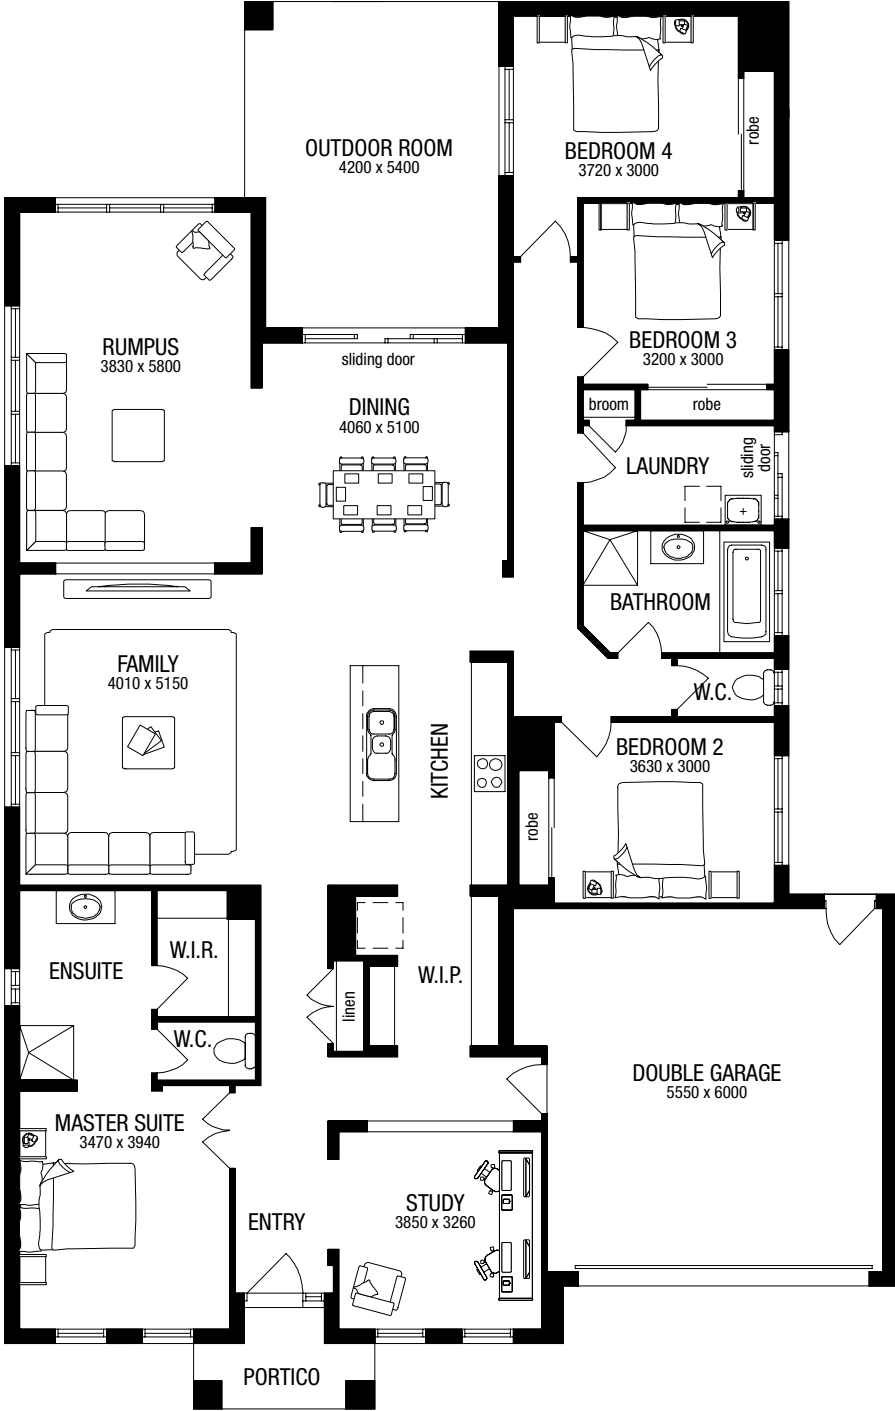 OUTDOOR ROOM
4200 x 5400
BEDROOM 4
3720 x 3000
robe
RUMPUS
3830 x 5800
sliding door
BEDROOM 3
3200 x 3000
DINING
4060 x 5100
broom
robe
LAUNDRY
sliding
door
BATHROOM
FAMILY
4010 x 5150
W.C.
KITCHEN
BEDROOM 2
3630 x 3000
robe
ENSUITE
W.I.R.
W.I.P.
linen
W.C.
DOUBLE GARAGE
5550 x 6000
MASTER SUITE
3470 x 3940
STUDY
3850 x 3260
ENTRY
PORTICO